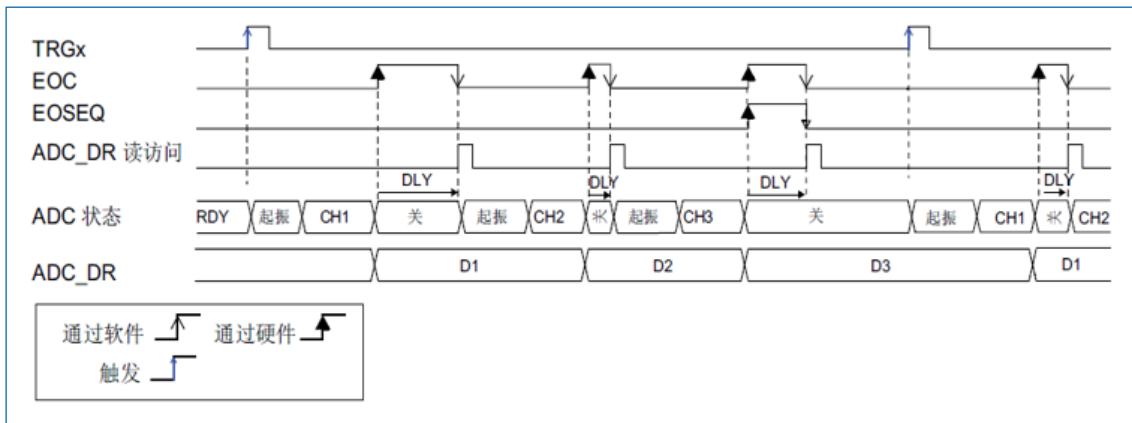 TRGx
EOC
EOSEQ
ADC_DR 读访问
DLY DLY DLY DLY
ADC 状态 RDY 起振 CH1 关 起振 CH2 关 起振 CH3 关 起振 CH1 关 CH2
ADC_DR D1 D2 D3 D1
通过软件 通过硬件
触发